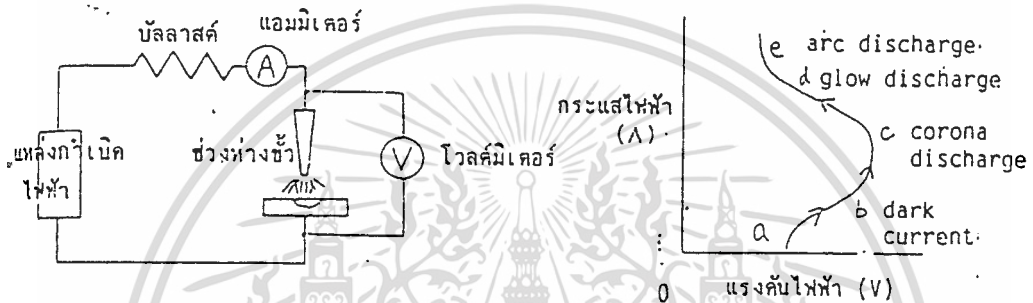 บัลลาสต์
แอมมิเตอร์
A
แหล่งกำเนิด
ไฟฟ้า
ช่วงห่างขั้ว
V
โวลต์มิเตอร์
กระแสไฟฟ้า
(A)
e arc discharge.
d glow discharge
c corona
discharge
b dark
current.
a
0
แรงดันไฟฟ้า (V)